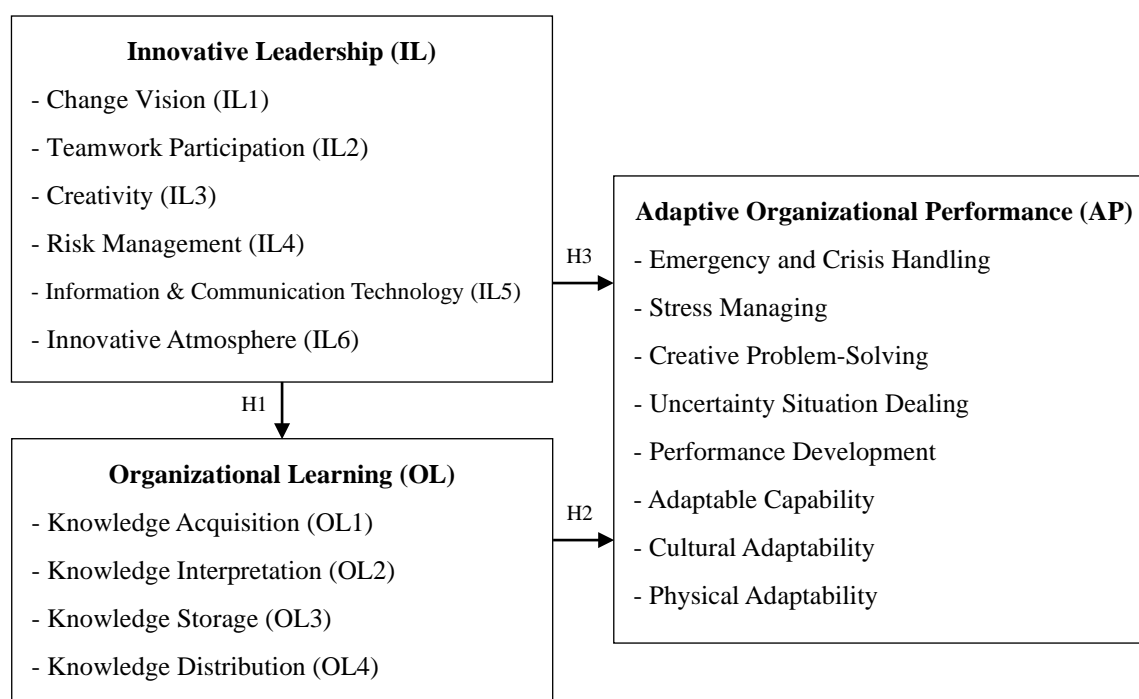 Innovative Leadership (IL)
- Change Vision (IL1)
- Teamwork Participation (IL2)
- Creativity (IL3)
- Risk Management (IL4)
- Information & Communication Technology (IL5)
- Innovative Atmosphere (IL6)
H1
Organizational Learning (OL)
- Knowledge Acquisition (OL1)
- Knowledge Interpretation (OL2)
- Knowledge Storage (OL3)
- Knowledge Distribution (OL4)
H3
H2
Adaptive Organizational Performance (AP)
- Emergency and Crisis Handling
- Stress Managing
- Creative Problem-Solving
- Uncertainty Situation Dealing
- Performance Development
- Adaptable Capability
- Cultural Adaptability
- Physical Adaptability